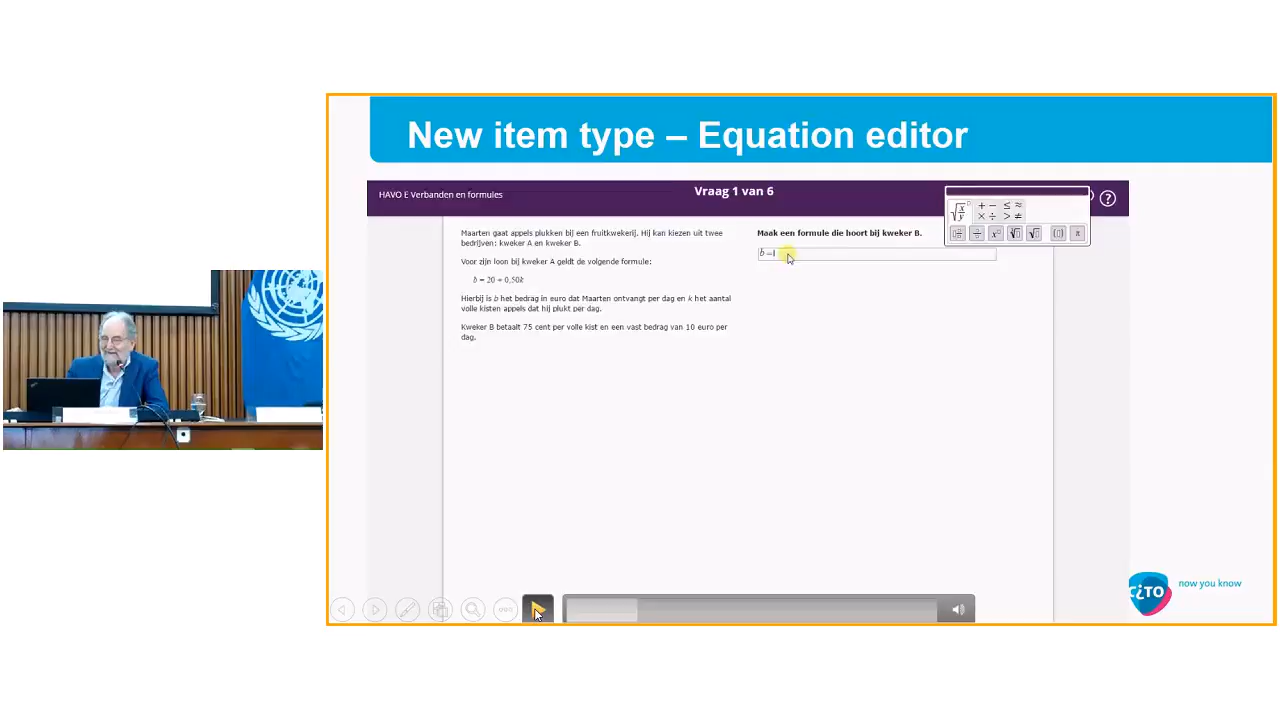 New item type – Equation editor
HAVO E Verbanden en formules
Vraag 1 van 6
Maarten gaat appels plukken bij een fruitkwekerij. Hij kan kiezen uit twee
bedrijven: kweker A en kweker B.
Voor zijn loon bij kweker A geldt de volgende formule:
b = 20 + 0,50k
Hierbij is b het bedrag in euro dat Maarten ontvangt per dag en k het aantal
volle kisten appels dat hij plukt per dag.
Kweker B betaalt 75 cent per volle kist en een vast bedrag van 10 euro per
dag.
Maak een formule die hoort bij kweker B.
b =
CiTO
now you know